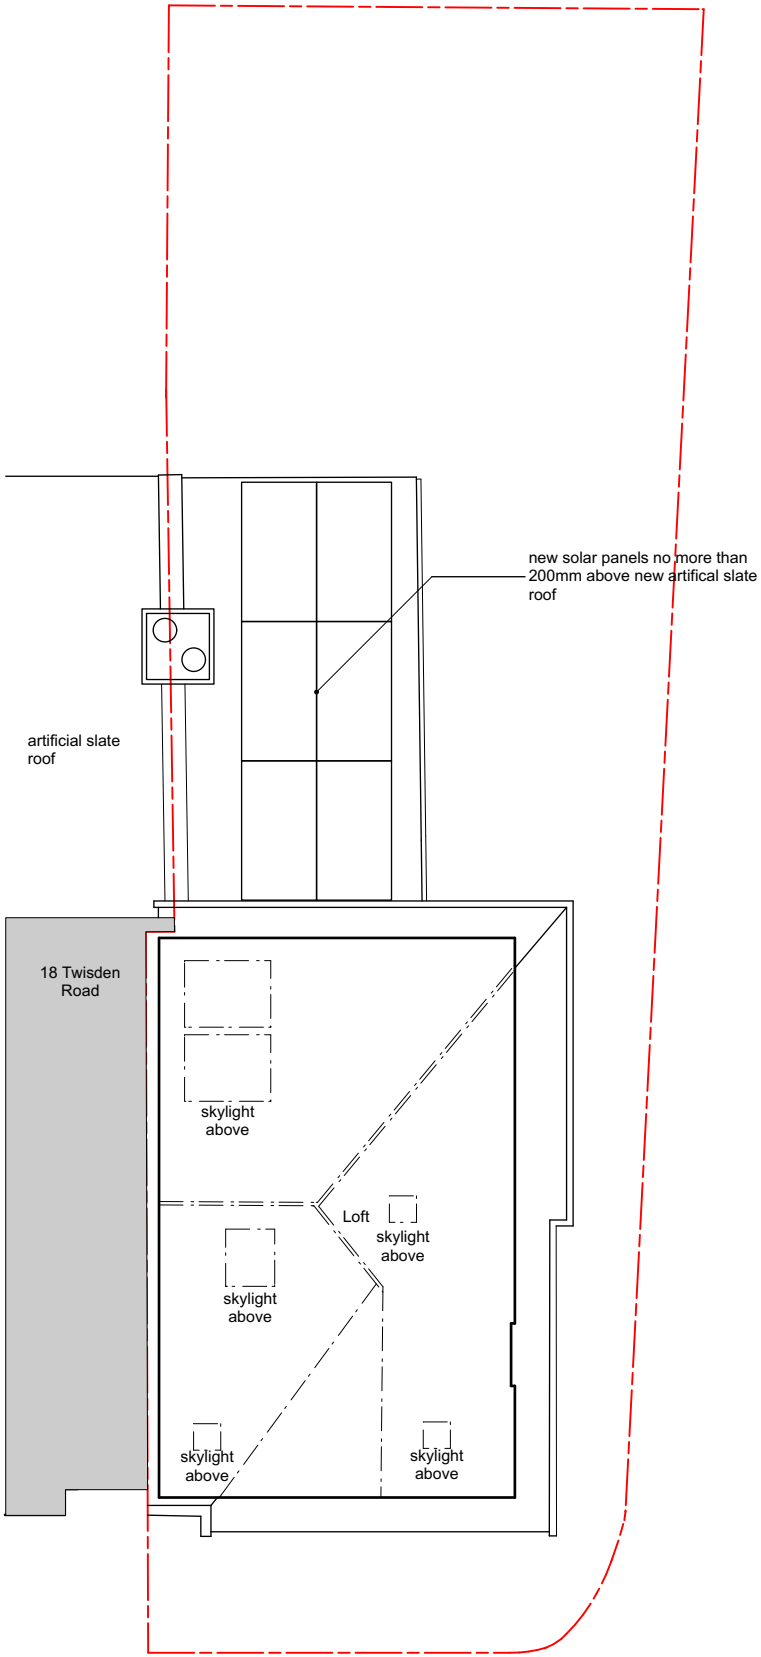 new solar panels no more than
200mm above new artifical slate
roof
artificial slate
roof
18 Twisden
Road
skylight
above
Loft
skylight
above
skylight
above
skylight
above
skylight
above